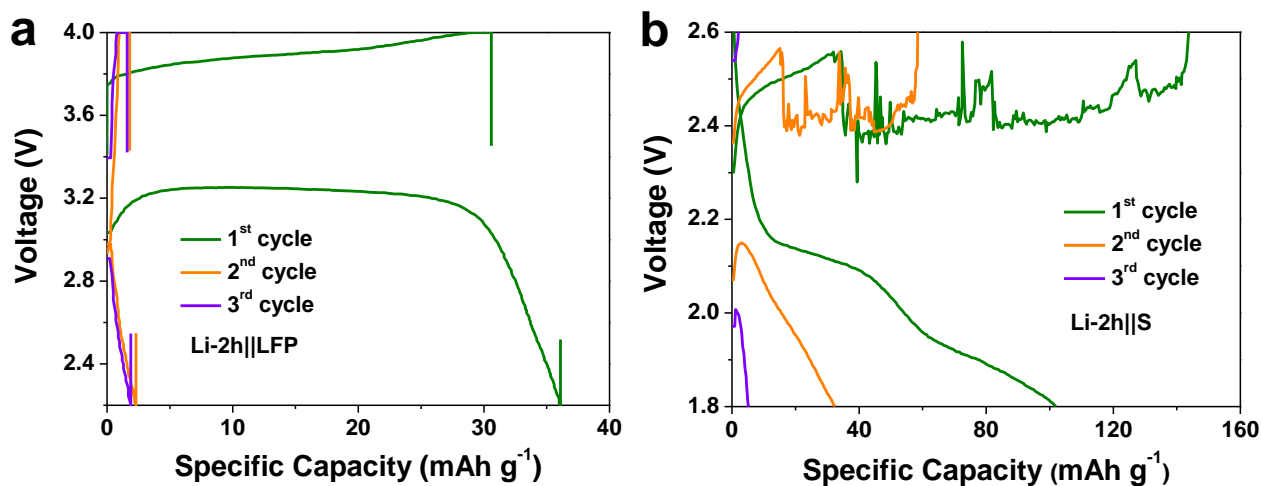 a
Voltage (V)
4.0
3.6
3.2
2.8
2.4
1st cycle
2nd cycle
3rd cycle
Li-2h||LFP
0
10
20
30
40
Specific Capacity (mAh g-1)
b
Voltage (V)
2.6
2.4
2.2
2.0
1.8
1st cycle
2nd cycle
3rd cycle
Li-2h||S
0
40
80
120
160
Specific Capacity (mAh g-1)